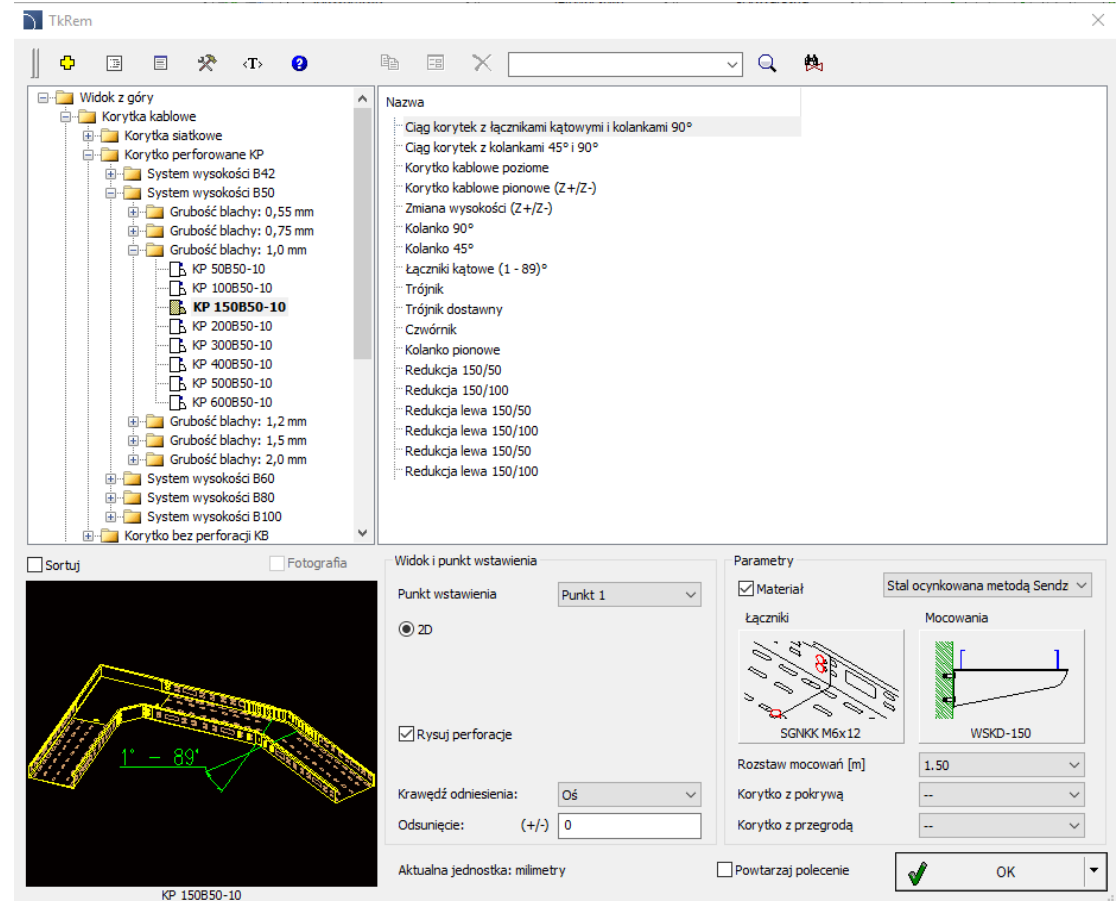 TkRem
‹T›
Widok z góry
Korytka kablowe
Korytka siatkowe
Korytko perforowane KP
System wysokości B42
System wysokości B50
Grubość blachy: 0,55 mm
Grubość blachy: 0,75 mm
Grubość blachy: 1,0 mm
KP 50B50-10
KP 100B50-10
KP 150B50-10
KP 200B50-10
KP 300B50-10
KP 400B50-10
KP 500B50-10
KP 600B50-10
Grubość blachy: 1,2 mm
Grubość blachy: 1,5 mm
Grubość blachy: 2,0 mm
System wysokości B60
System wysokości B80
System wysokości B100
Korytko bez perforacji KB
Nazwa
Ciąg korytek z łącznikami kątowymi i kolankami 90°
Ciąg korytek z kolankami 45° i 90°
Korytko kablowe poziome
Korytko kablowe pionowe (Z+/Z-)
Zmiana wysokości (Z+/Z-)
Kolanko 90°
Kolanko 45°
Łączniki kątowe (1 - 89)°
Trójnik
Trójnik dostawny
Czwórnik
Kolanko pionowe
Redukcja 150/50
Redukcja 150/100
Redukcja lewa 150/50
Redukcja lewa 150/100
Redukcja lewa 150/50
Redukcja lewa 150/100
Sortuj
Fotografia
1° - 89°
KP 150B50-10
Widok i punkt wstawienia
Punkt wstawienia Punkt 1
2D
Rysuj perforacje
Krawędź odniesienia: Oś
Odsunięcie: (+/-) 0
Aktualna jednostka: milimetry
Parametry
Materiał Stal ocynkowana metodą Sendz
Łączniki Mocowania
SGNKK M6x12 WSKD-150
Rozstaw mocowań [m] 1.50
Korytko z pokrywą --
Korytko z przegrodą --
Powtarzaj polecenie OK